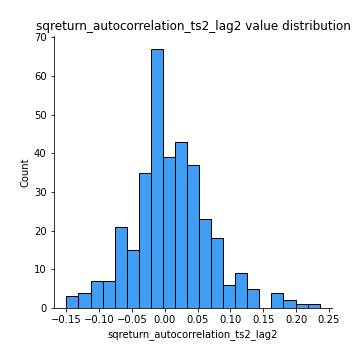 sqreturn_autocorrelation_ts2_lag2 value distribution
70
60
50
40
30
20
10
0
Count
−0.15 −0.10 −0.05 0.00 0.05 0.10 0.15 0.20 0.25
sqreturn_autocorrelation_ts2_lag2